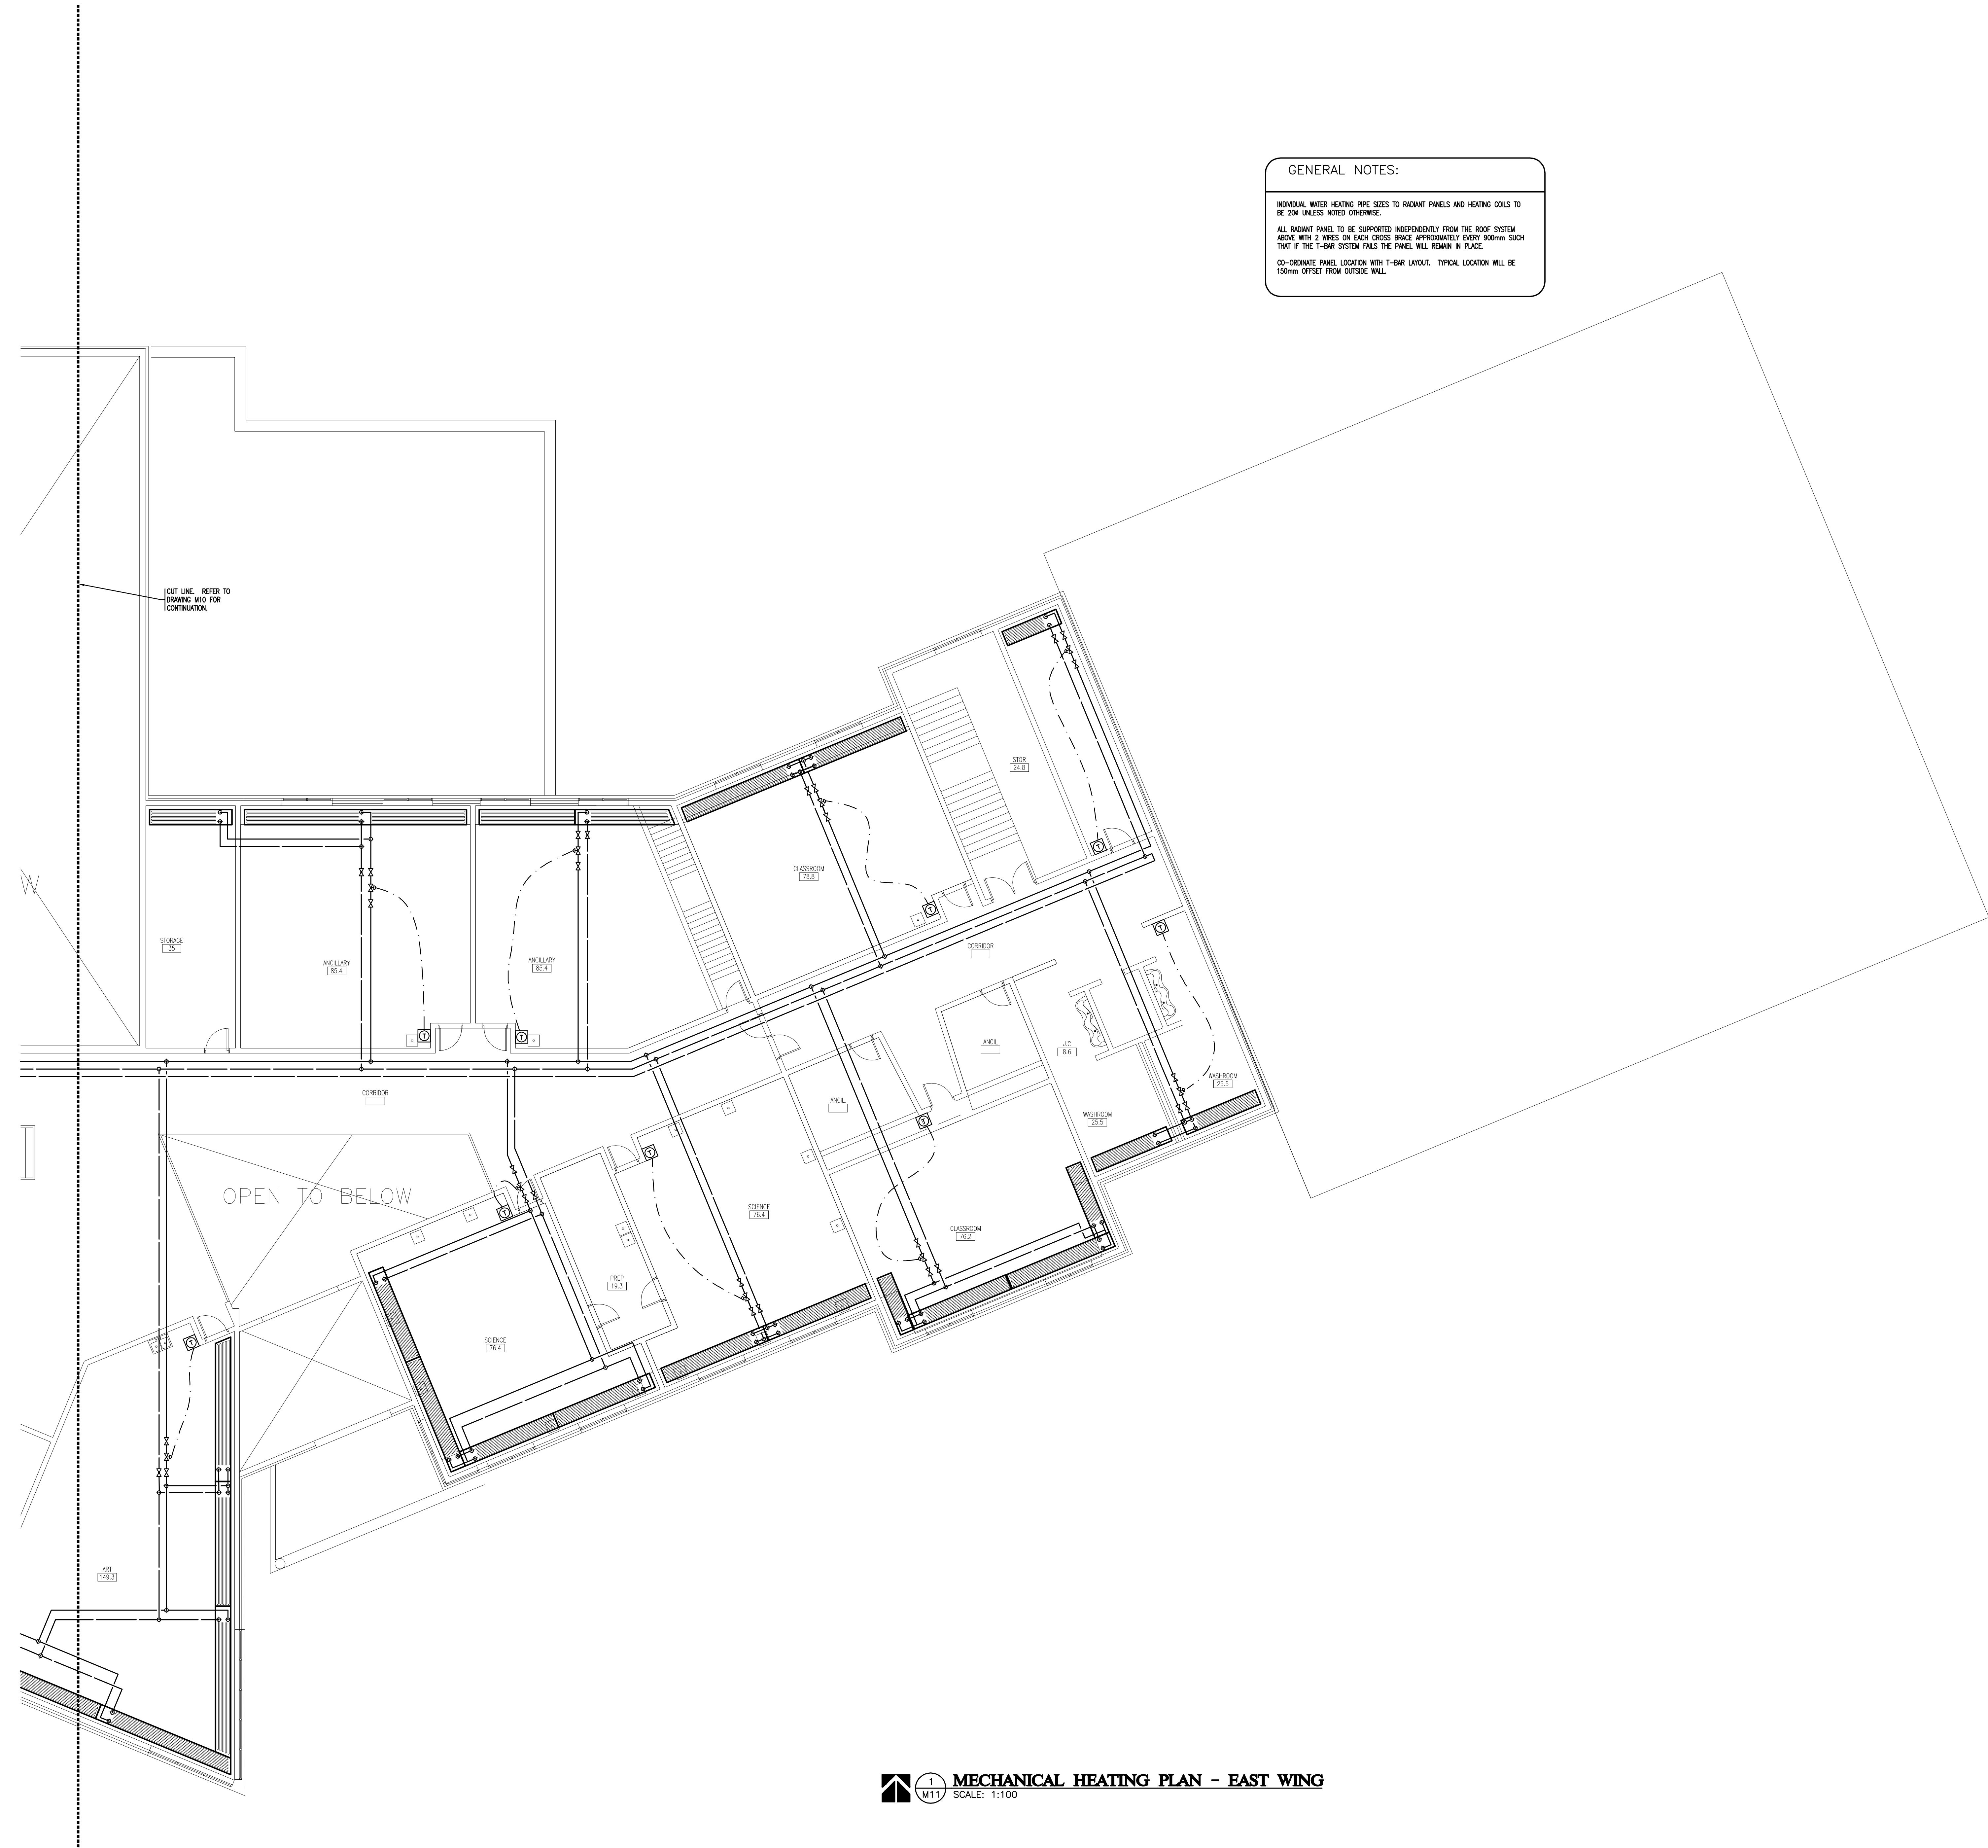 GENERAL NOTES:
INDIVIDUAL WATER HEATING PIPE SIZES TO RADIANT PANELS AND HEATING COILS TO
BE 20ø UNLESS NOTED OTHERWISE.
ALL RADIANT PANEL TO BE SUPPORTED INDEPENDENTLY FROM THE ROOF SYSTEM
ABOVE WITH 2 WIRES ON EACH CROSS BRACE APPROXIMATELY EVERY 900mm SUCH
THAT IF THE T-BAR SYSTEM FAILS THE PANEL WILL REMAIN IN PLACE.
CO-ORDINATE PANEL LOCATION WITH T-BAR LAYOUT. TYPICAL LOCATION WILL BE
150mm OFFSET FROM OUTSIDE WALL.
CUT LINE. REFER TO
DRAWING M10 FOR
CONTINUATION.
STOR
24.8
T
W
CLASSROOM
78.8
T
T
STORAGE
35
ANCILLARY
85.4
ANCILLARY
85.4
CORRIDOR
T
T
ANCIL
J.C
8.6
WASHROOM
25.5
CORRIDOR
ANCIL.
WASHROOM
25.5
T
T
OPEN TO BELOW
T
SCIENCE
76.4
CLASSROOM
76.2
PREP
19.3
SCIENCE
76.4
T
ART
149.3
1
M11
MECHANICAL HEATING PLAN - EAST WING
SCALE: 1:100